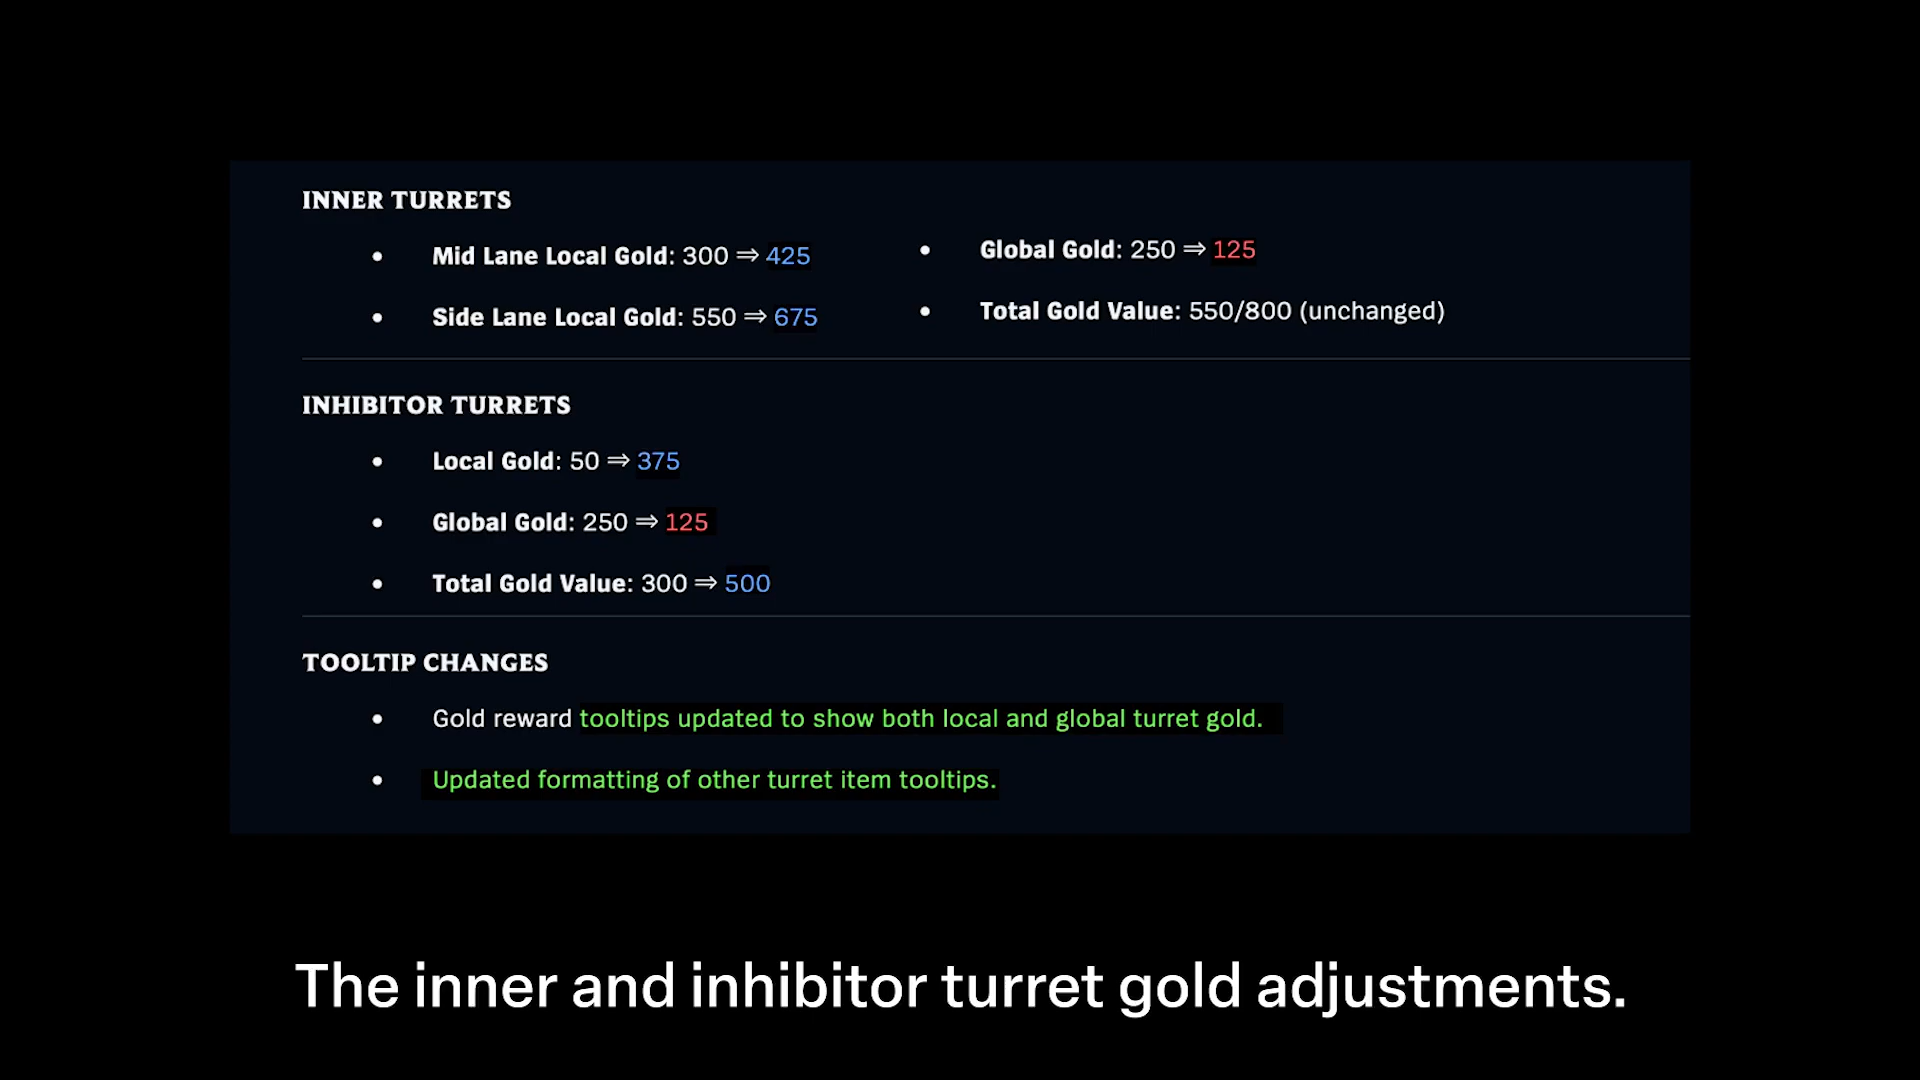 INNER TURRETS
• Mid Lane Local Gold: 300 ⇒ 425
• Side Lane Local Gold: 550 ⇒ 675
• Global Gold: 250 ⇒ 125
• Total Gold Value: 550/800 (unchanged)
INHIBITOR TURRETS
• Local Gold: 50 ⇒ 375
• Global Gold: 250 ⇒ 125
• Total Gold Value: 300 ⇒ 500
TOOLTIP CHANGES
• Gold reward tooltips updated to show both local and global turret gold.
• Updated formatting of other turret item tooltips.
The inner and inhibitor turret gold adjustments.